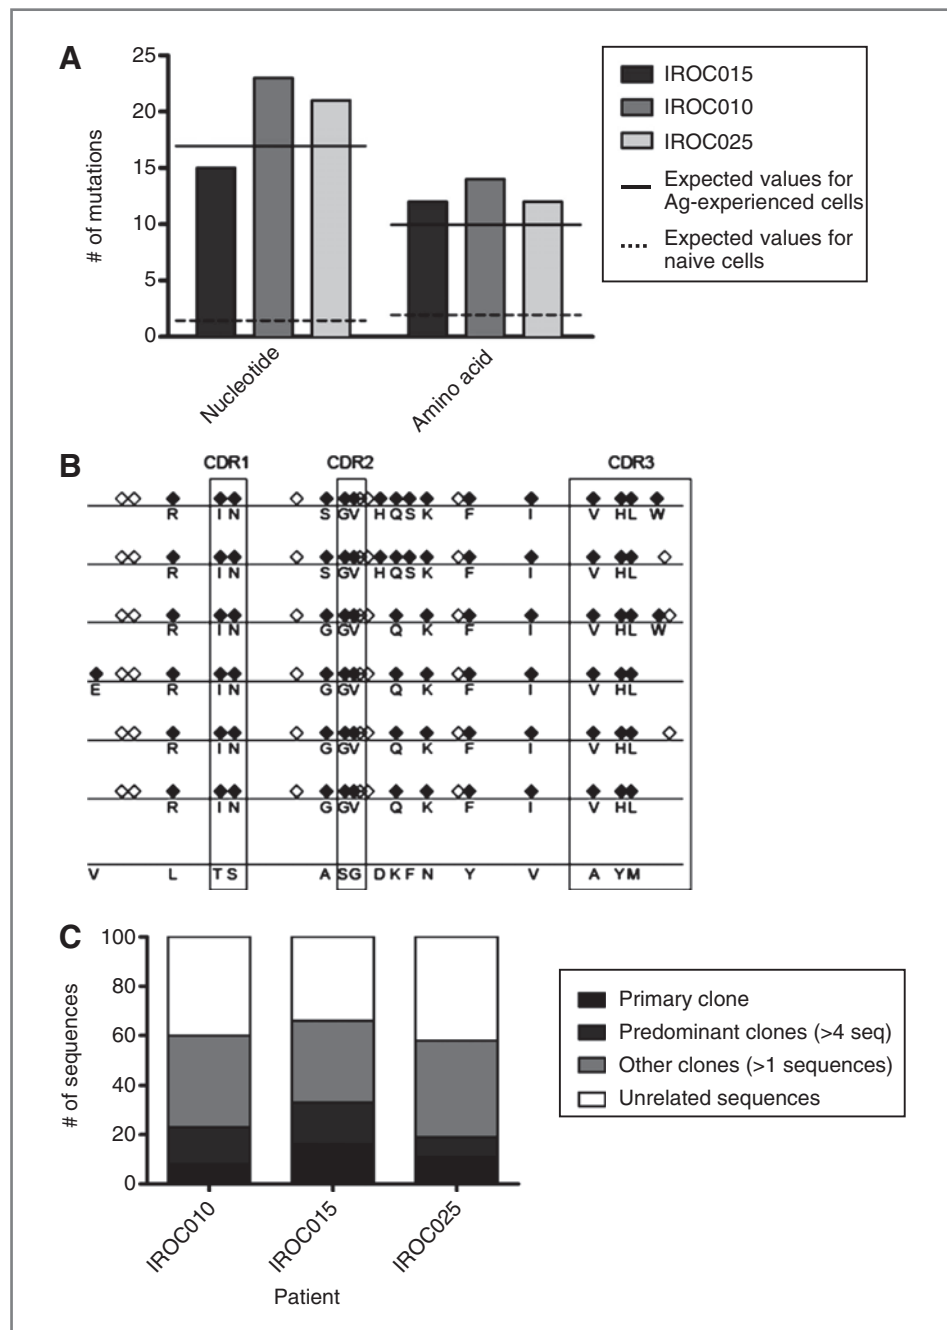 A
25
20
15
10
5
0
# of mutations
Nucleotide
Amino acid
IROC015
IROC010
IROC025
Expected values for
Ag-experienced cells
Expected values for
naive cells
B
CDR1 CDR2 CDR3
R I N S G V H Q S K F I V H L W
R I N S G V H Q S K F I V H L
R I N G G V Q K F I V H L W
E R I N G G V Q K F I V H L
R I N G G V Q K F I V H L
R I N G G V Q K F I V H L
V L T S A S G D K F N Y V A Y M
C
100
80
60
40
20
0
# of sequences
IROC010
IROC015
IROC025
Patient
Primary clone
Predominant clones (>4 seq)
Other clones (>1 sequences)
Unrelated sequences